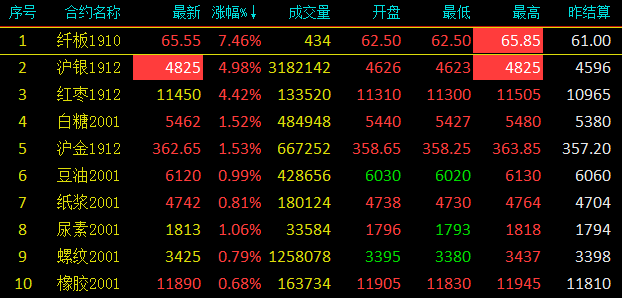 序号 合约名称 最新 涨幅%↓ 成交量 开盘 最低 最高 昨结算
1 纤板1910 65.55 7.46% 434 62.50 62.50 65.85 61.00
2 沪银1912 4825 4.98% 3182142 4626 4623 4825 4596
3 红枣1912 11450 4.42% 133520 11310 11300 11505 10965
4 白糖2001 5462 1.52% 484948 5440 5427 5480 5380
5 沪金1912 362.65 1.53% 667252 358.65 358.25 363.85 357.20
6 豆油2001 6120 0.99% 428656 6030 6020 6130 6060
7 纸浆2001 4742 0.81% 180124 4738 4730 4764 4704
8 尿素2001 1813 1.06% 33584 1796 1793 1818 1794
9 螺纹2001 3425 0.79% 1258078 3395 3380 3437 3398
10 橡胶2001 11890 0.68% 163734 11905 11830 11945 11810